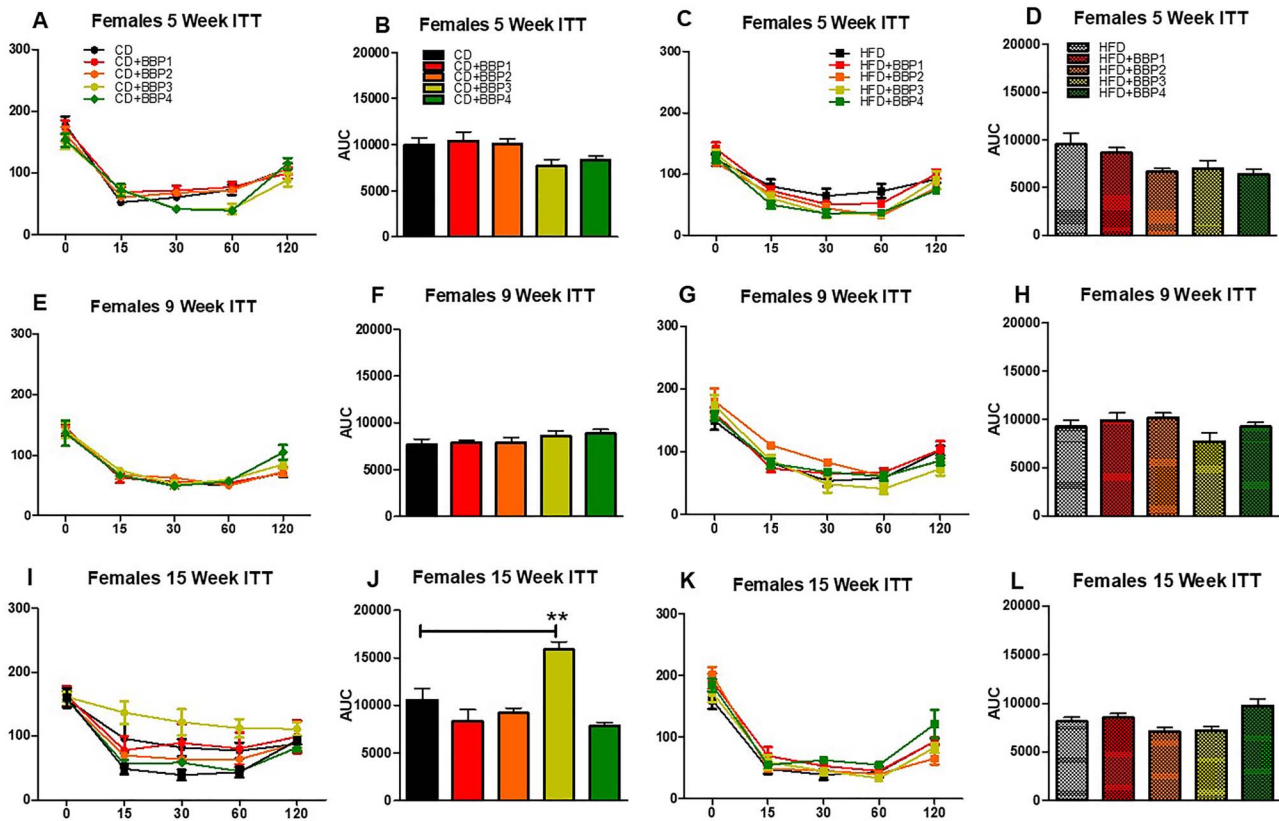 A
Females 5 Week ITT
300
200
100
0
0 15 30 60 120
CD
CD+BBP1
CD+BBP2
CD+BBP3
CD+BBP4
B
Females 5 Week ITT
AUC
20000
15000
10000
5000
0
CD
CD+BBP1
CD+BBP2
CD+BBP3
CD+BBP4
C
Females 5 Week ITT
300
200
100
0
0 15 30 60 120
HFD
HFD+BBP1
HFD+BBP2
HFD+BBP3
HFD+BBP4
D
Females 5 Week ITT
AUC
20000
15000
10000
5000
0
HFD
HFD+BBP1
HFD+BBP2
HFD+BBP3
HFD+BBP4
E
Females 9 Week ITT
300
200
100
0
0 15 30 60 120
F
Females 9 Week ITT
AUC
20000
15000
10000
5000
0
G
Females 9 Week ITT
300
200
100
0
0 15 30 60 120
H
Females 9 Week ITT
AUC
20000
15000
10000
5000
0
I
Females 15 Week ITT
300
200
100
0
0 15 30 60 120
J
Females 15 Week ITT
AUC
20000
15000
10000
5000
0
**
K
Females 15 Week ITT
300
200
100
0
0 15 30 60 120
L
Females 15 Week ITT
AUC
20000
15000
10000
5000
0